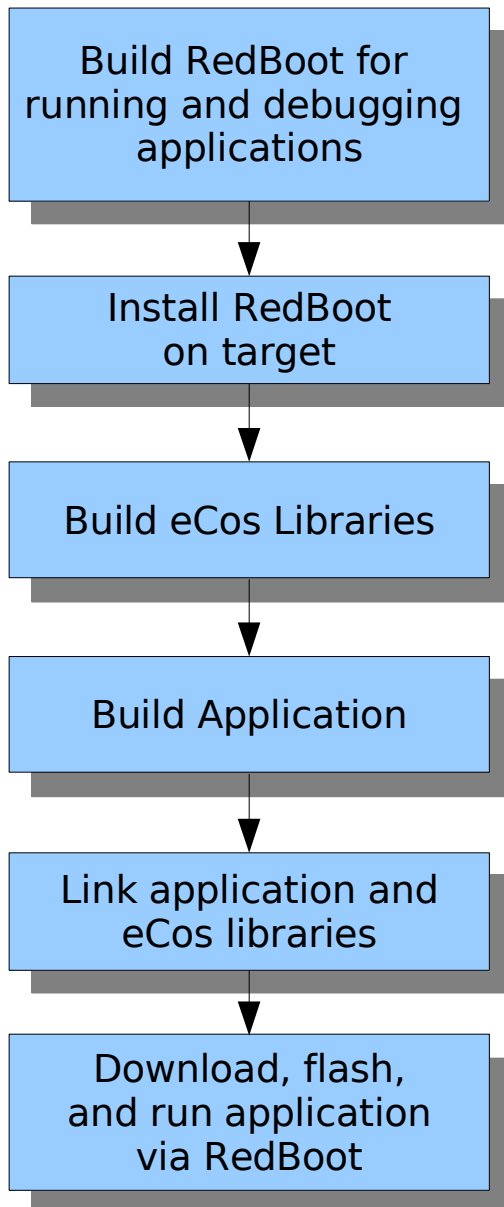 Build RedBoot for
running and debugging
applications
Install RedBoot
on target
Build eCos Libraries
Build Application
Link application and
eCos libraries
Download, flash,
and run application
via RedBoot